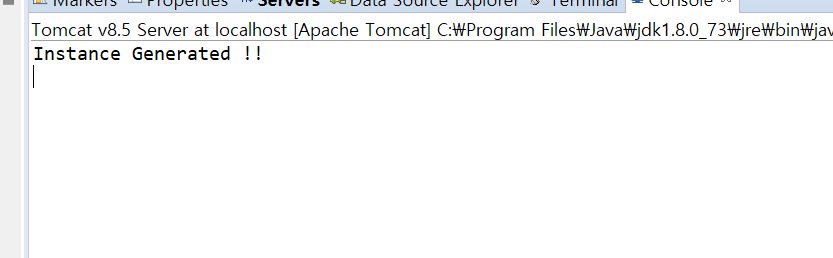 Markers Properties Servers Data Source Explorer Terminal Console
Tomcat v8.5 Server at localhost [Apache Tomcat] C:₩Program Files₩Java₩jdk1.8.0_73₩jre₩bin₩jav
Instance Generated !!